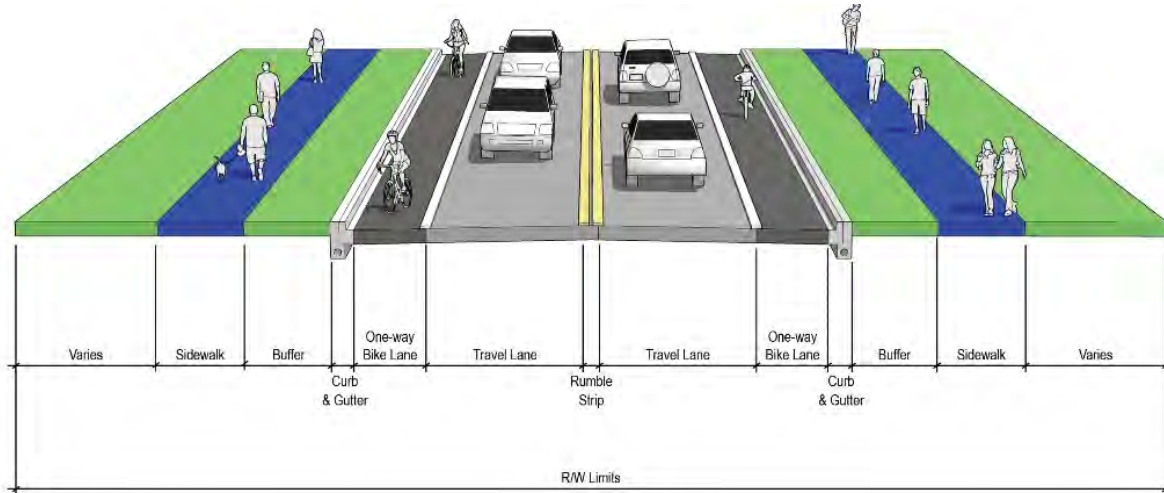 One-way
One-way
Varies
Sidewalk
Buffer
Bike Lane
Travel Lane
Travel Lane
Bike Lane
Buffer
Sidewalk
Varies
Curb
& Gutter
Rumble
Strip
Curb
& Gutter
R/W Limits